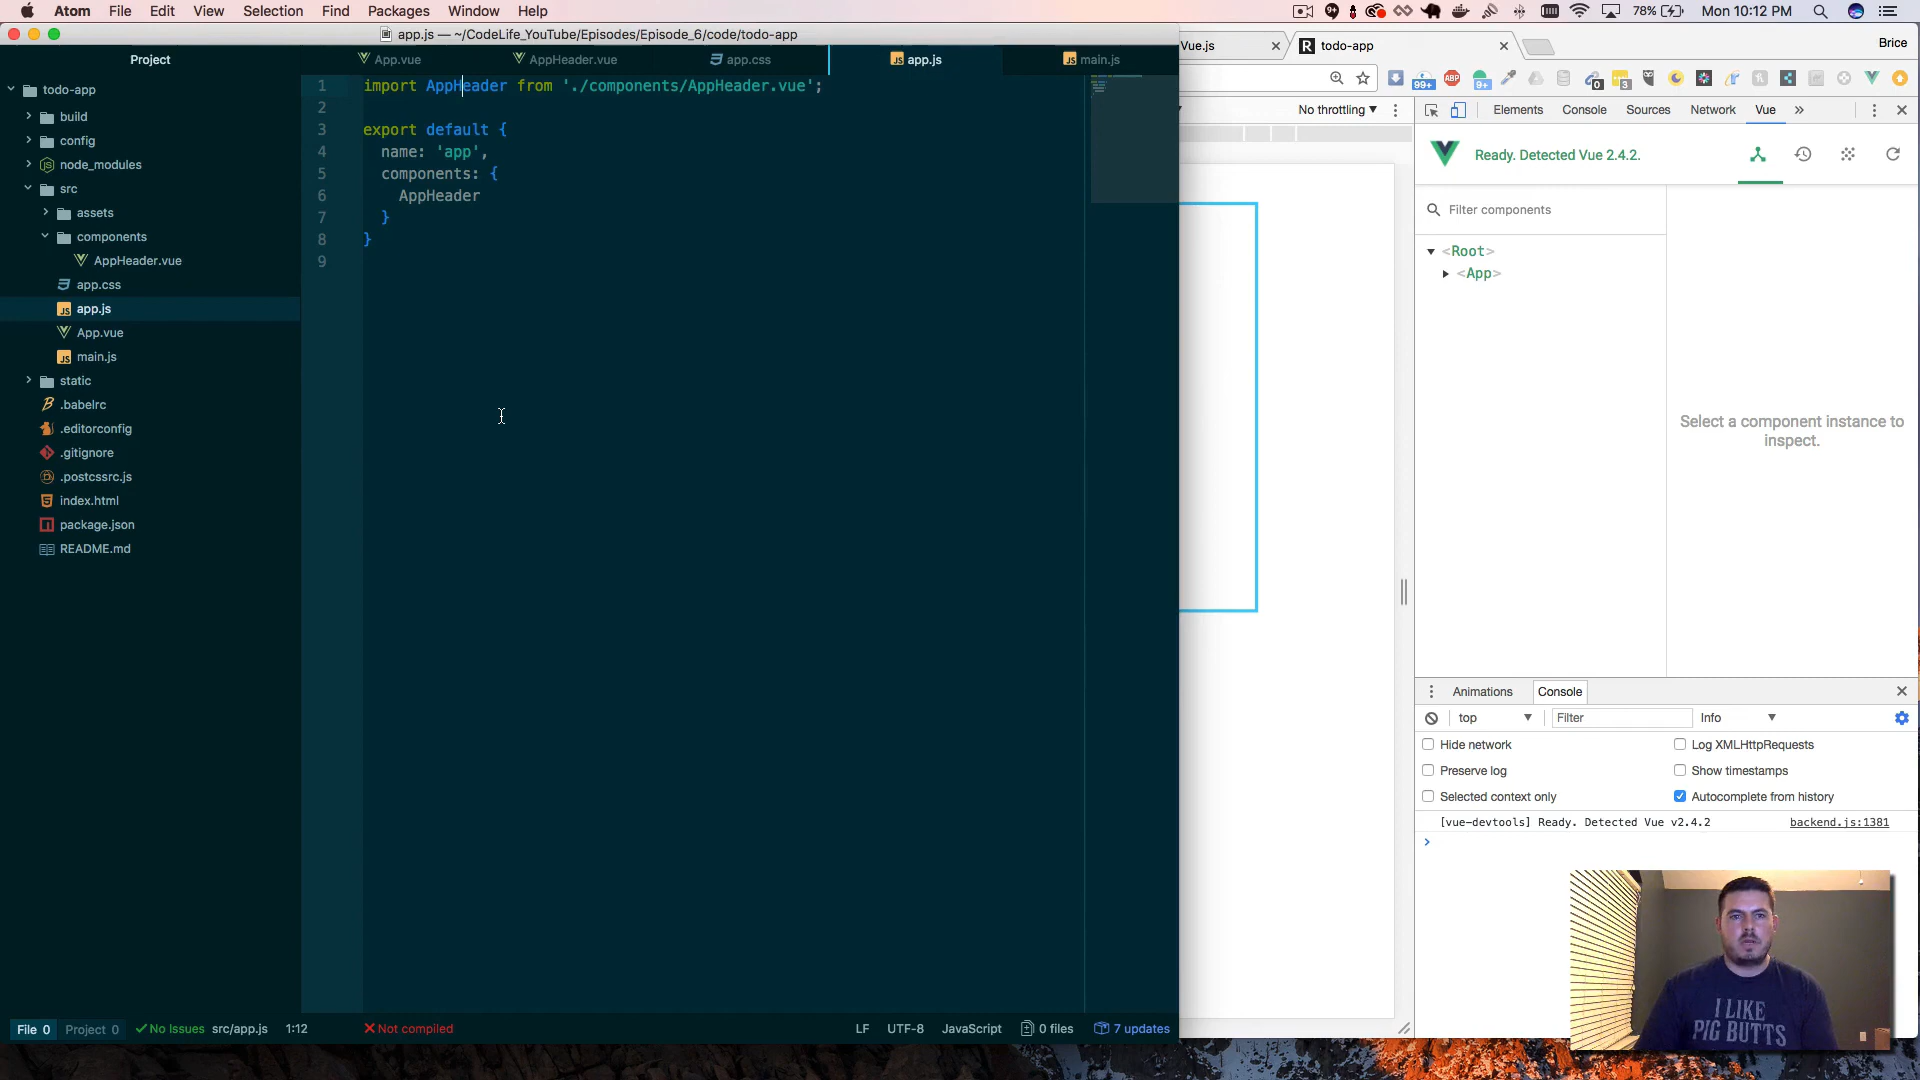 Atom File Edit View Selection Find Packages Window Help
9+ 78% Mon 10:12 PM
app.js — ~/CodeLife_YouTube/Episodes/Episode_6/code/todo-app
Project
todo-app
build
config
node_modules
src
assets
components
AppHeader.vue
app.css
app.js
App.vue
main.js
static
.babelrc
.editorconfig
.gitignore
.postcssrc.js
index.html
package.json
README.md
App.vue AppHeader.vue app.css app.js main.js
1 import AppHeader from './components/AppHeader.vue';
2
3 export default {
4 name: 'app',
5 components: {
6 AppHeader
7 }
8 }
9
File 0 Project 0 No Issues src/app.js 1:12 Not compiled LF UTF-8 JavaScript 0 files 7 updates
Vue.js todo-app Brice
99+ ABP 9+ 0 3
No throttling
Elements Console Sources Network Vue »
Ready. Detected Vue 2.4.2.
Filter components
<Root>
<App>
Select a component instance to
inspect.
Animations Console
top Filter Info
Hide network Log XMLHttpRequests
Preserve log Show timestamps
Selected context only Autocomplete from history
[vue-devtools] Ready. Detected Vue v2.4.2 backend.js:1381
I LIKE
PIG BUTTS